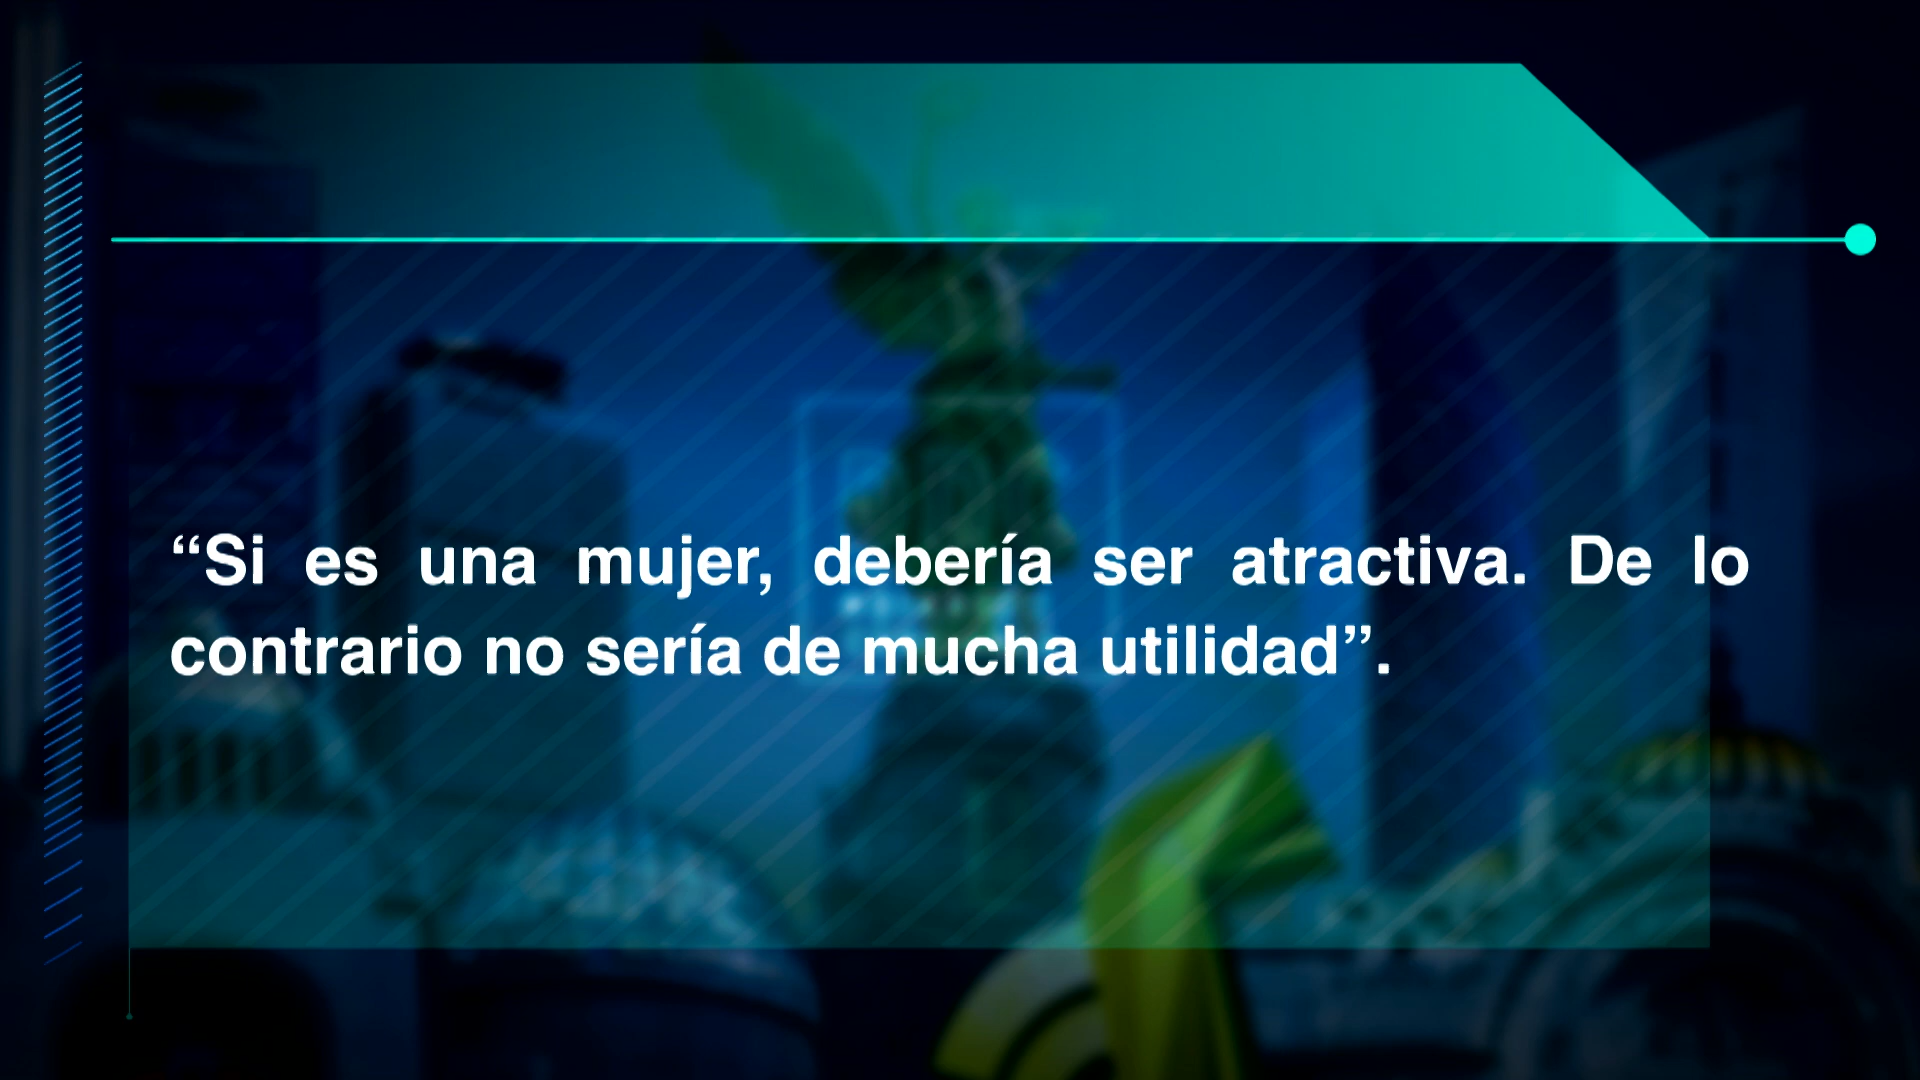 “Si es una mujer, debería ser atractiva. De lo
contrario no sería de mucha utilidad”.